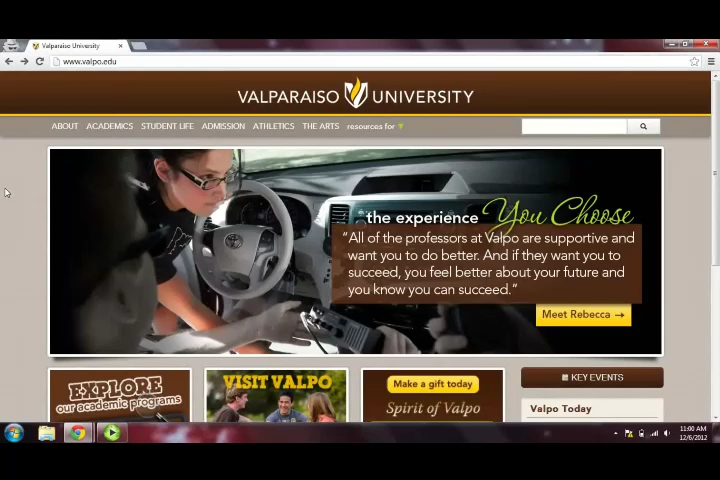 Valparaiso University
www.valpo.edu
VALPARAISO UNIVERSITY
ABOUT ACADEMICS STUDENT LIFE ADMISSION ATHLETICS THE ARTS resources for
the experience You Choose
“All of the professors at Valpo are supportive and
want you to do better. And if they want you to
succeed, you feel better about your future and
you know you can succeed.”
Meet Rebecca →
EXPLORE
our academic programs
VISIT VALPO
Make a gift today
Spirit of Valpo
KEY EVENTS
Valpo Today
11:00 AM
12/6/2012